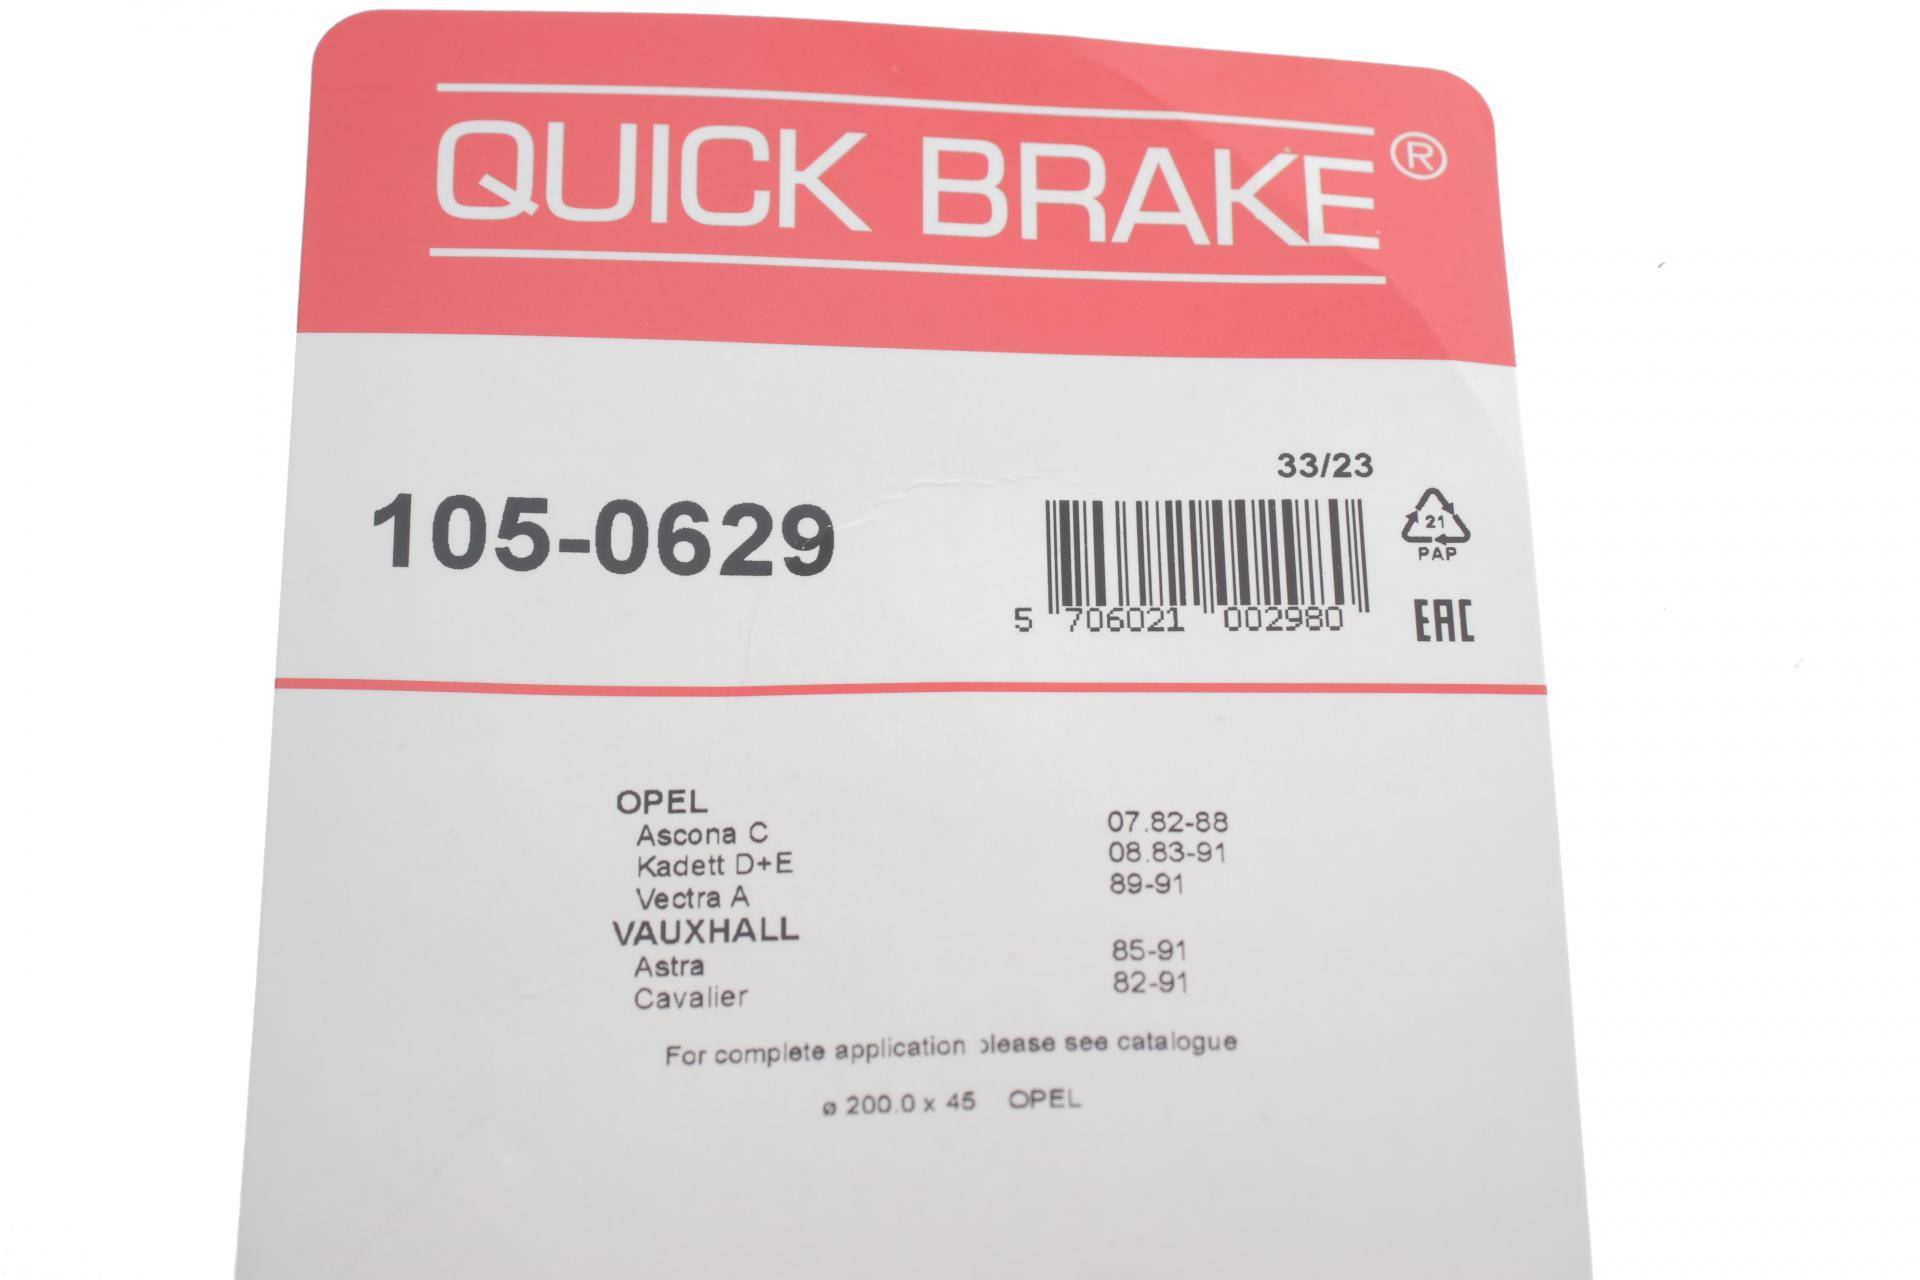 QUICK BRAKE®
33/23
105-0629
21
PAP
5 706021 002980
EAC
OPEL
Ascona C 07.82-88
Kadett D+E 08.83-91
Vectra A 89-91
VAUXHALL
Astra 85-91
Cavalier 82-91
For complete application please see catalogue
ø 200.0 x 45 OPEL